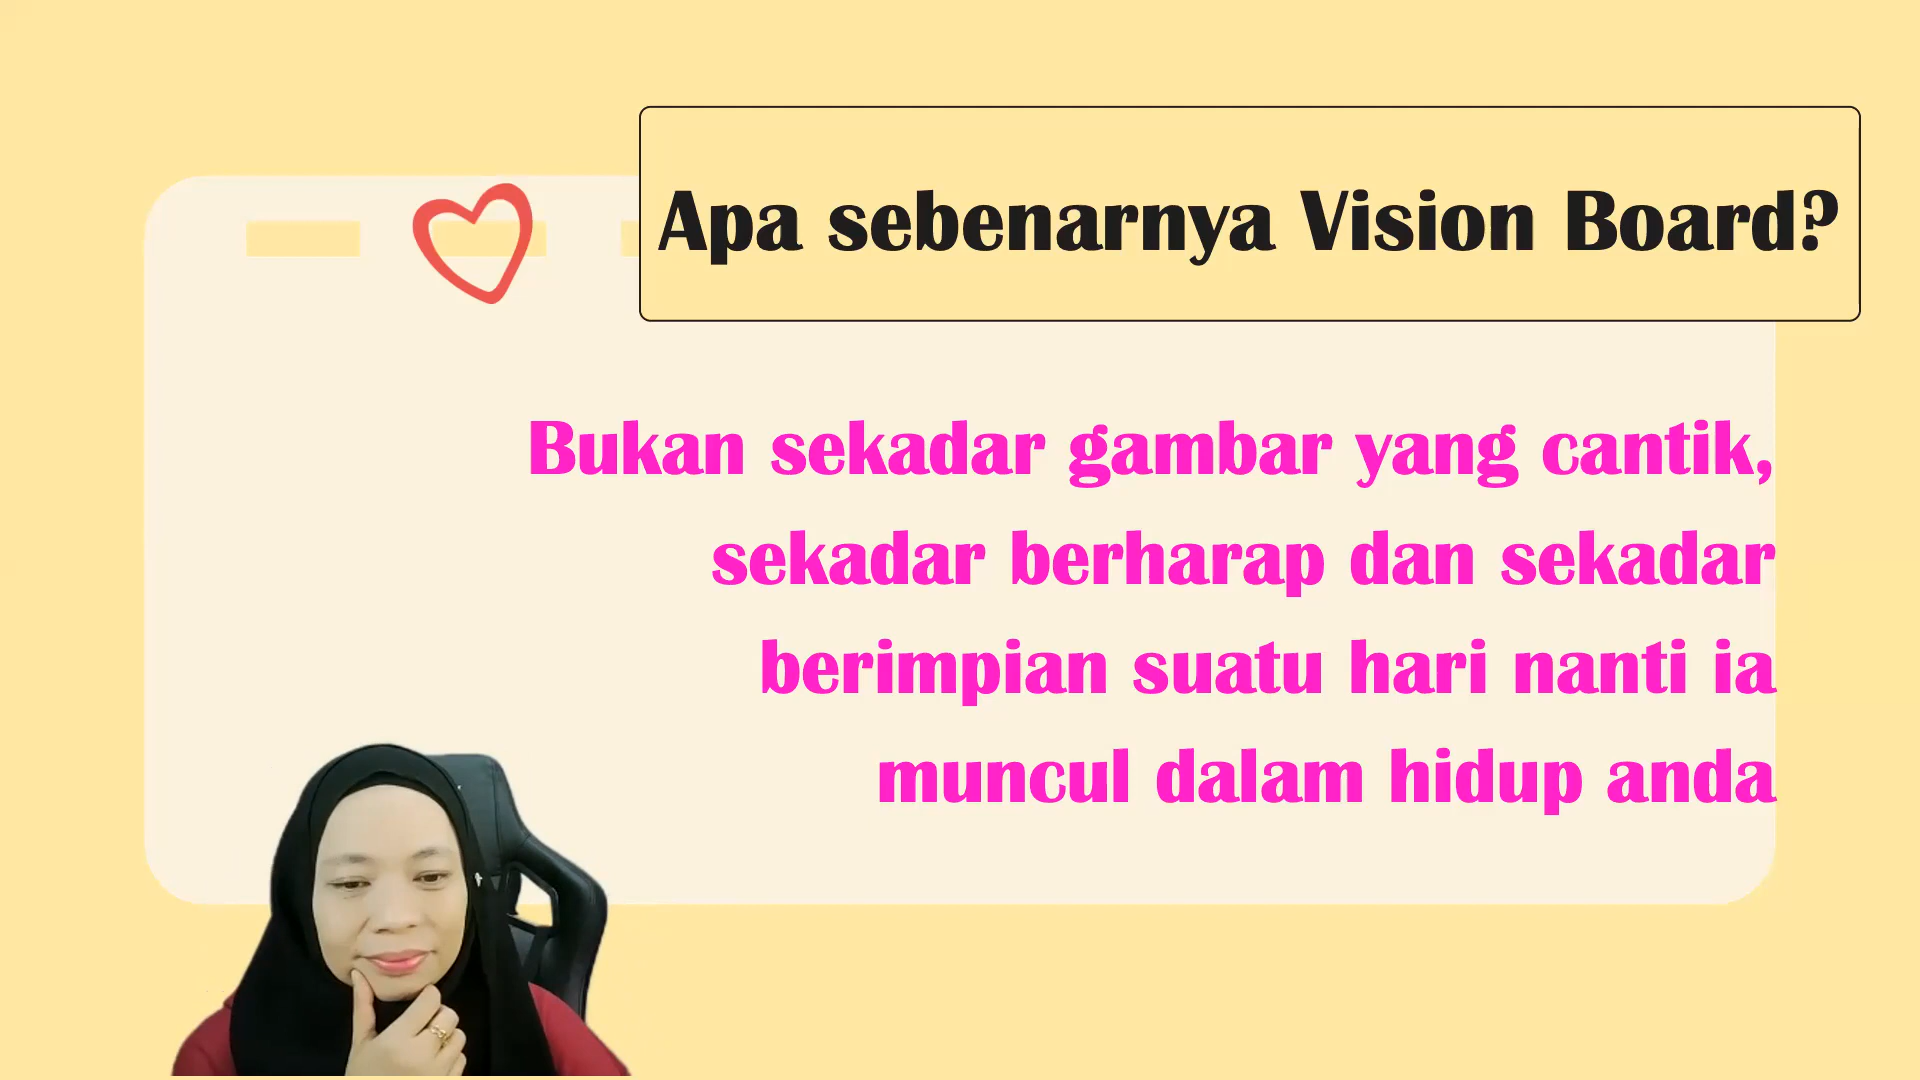 Apa sebenarnya Vision Board?
Bukan sekadar gambar yang cantik,
sekadar berharap dan sekadar
berimpian suatu hari nanti ia
muncul dalam hidup anda